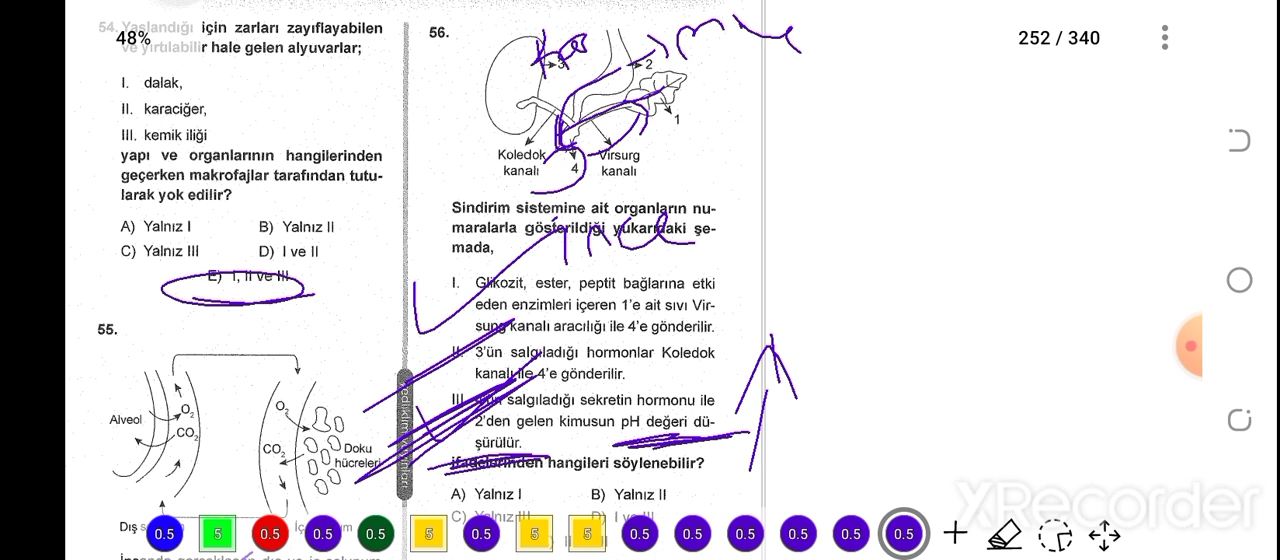 48%
252 / 340
54. Yaşlandığı için zarları zayıflayabilen
ve yırtılabilir hale gelen alyuvarlar;
I. dalak,
II. karaciğer,
III. kemik iliği
yapı ve organlarının hangilerinden
geçerken makrofajlar tarafından tutu-
larak yok edilir?
A) Yalnız I B) Yalnız II
C) Yalnız III D) I ve II
E) I, II ve III
55.
Alveol
O2
CO2
O2
CO2
Doku
hücreleri
Dış
56.
3
2
1
Koledok
kanalı
4
Virsurg
kanalı
Sindirim sistemine ait organların nu-
maralarla gösterildiği yukarıdaki şe-
mada,
ince
I. Glikozit, ester, peptit bağlarına etki
eden enzimleri içeren 1'e ait sıvı Vir-
sung kanalı aracılığı ile 4'e gönderilir.
II. 3'ün salgıladığı hormonlar Koledok
kanalı ile 4'e gönderilir.
III. salgıladığı sekretin hormonu ile
2'den gelen kimusun pH değeri dü-
şürülür.
ifadelerinden hangileri söylenebilir?
A) Yalnız I B) Yalnız II
C) Yalnız III D) I ve III
Yediiklim Yayınları
0.5 5 0.5 0.5 0.5 5 0.5 5 5 0.5 0.5 0.5 0.5 0.5 0.5
XRecorder